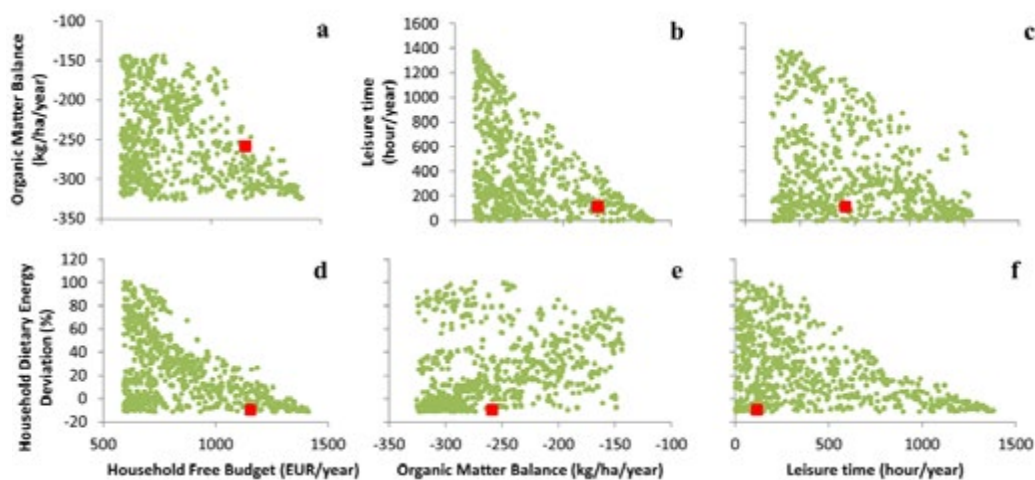 a
b
c
Organic Matter Balance
(kg/ha/year)
-100
-150
-200
-250
-300
-350
Leisure time
(hour/year)
1600
1400
1200
1000
800
600
400
200
0
d
e
f
Household Dietary Energy
Deviation (%)
120
100
80
60
40
20
0
-20
500
1000
1500
-350
-300
-250
-200
-150
-100
0
500
1000
1500
Household Free Budget (EUR/year)
Organic Matter Balance (kg/ha/year)
Leisure time (hour/year)